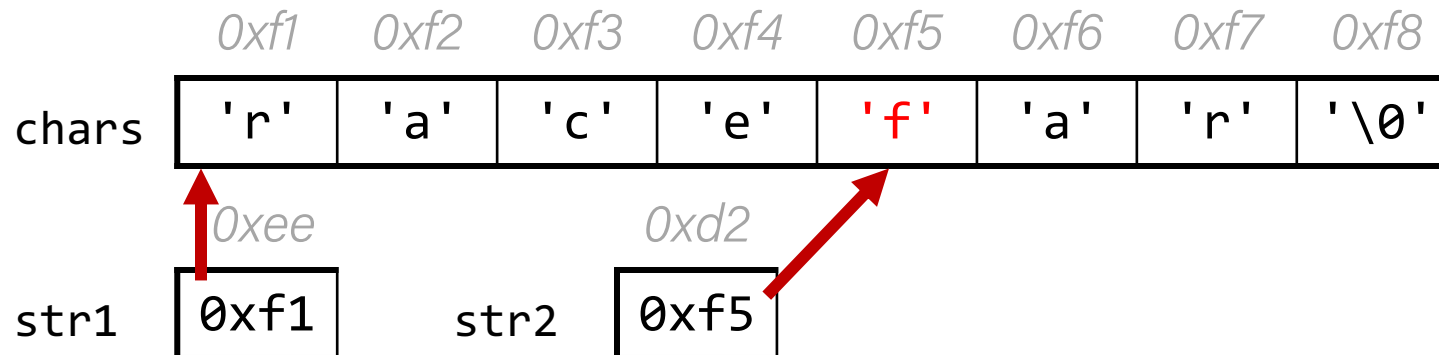 0xf1 0xf2 0xf3 0xf4 0xf5 0xf6 0xf7 0xf8
chars 'r' 'a' 'c' 'e' 'f' 'a' 'r' '\0'
0xee 0xd2
str1 0xf1 str2 0xf5